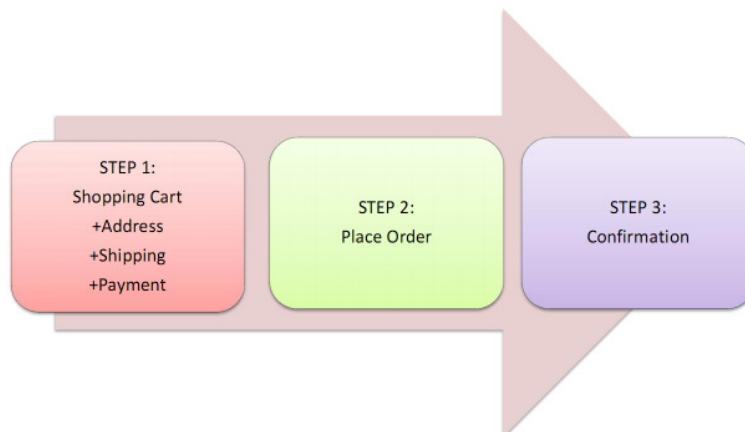 STEP 1:
Shopping Cart
+Address
+Shipping
+Payment
STEP 2:
Place Order
STEP 3:
Confirmation